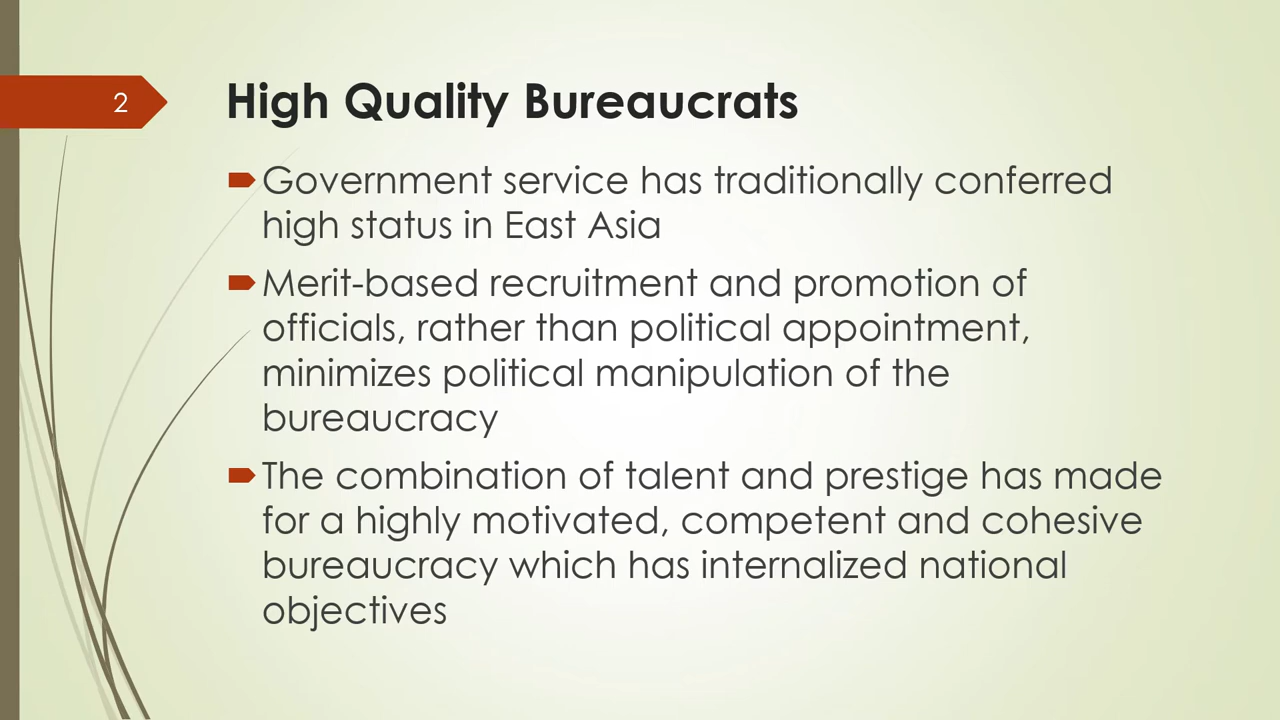 2
High Quality Bureaucrats
Government service has traditionally conferred
high status in East Asia
Merit-based recruitment and promotion of
officials, rather than political appointment,
minimizes political manipulation of the
bureaucracy
The combination of talent and prestige has made
for a highly motivated, competent and cohesive
bureaucracy which has internalized national
objectives